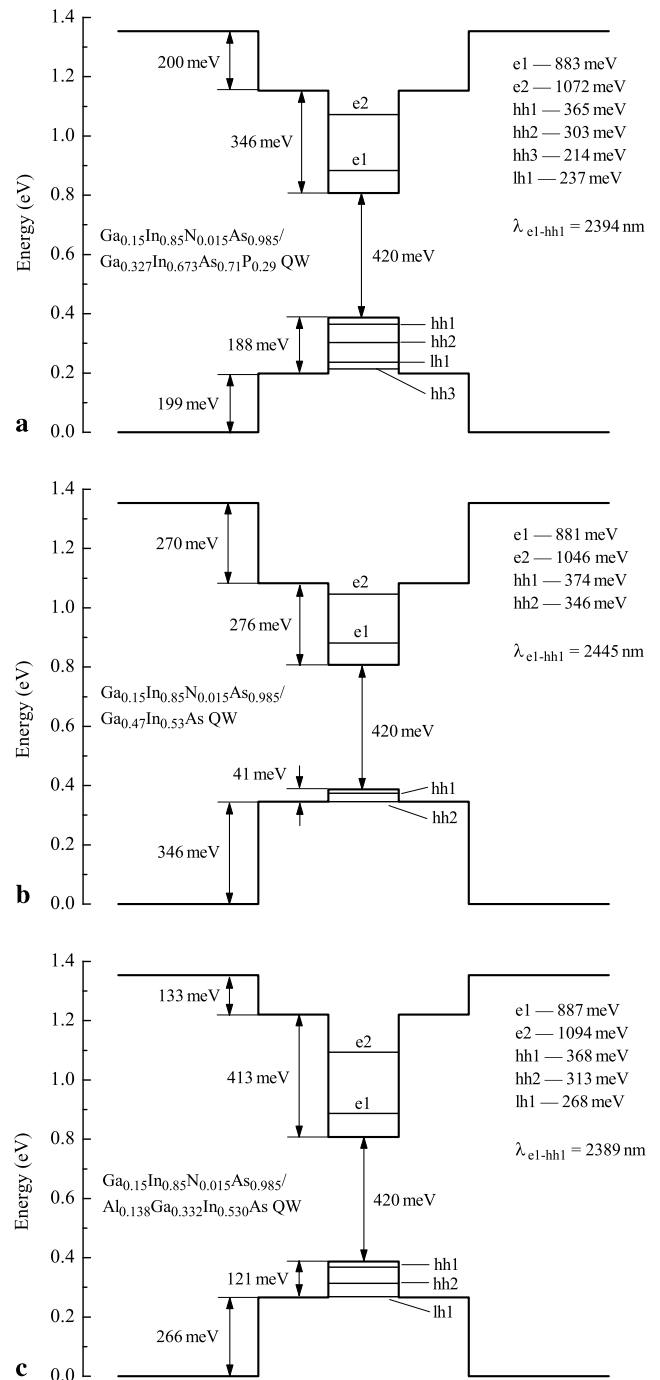 1.4
1.2
1.0
0.8
0.6
0.4
0.2
0.0
Energy (eV)
200 meV
346 meV
e2
e1
420 meV
Ga0.15In0.85N0.015As0.985/
Ga0.327In0.673As0.71P0.29 QW
188 meV
199 meV
hh1
hh2
lh1
hh3
e1 — 883 meV
e2 — 1072 meV
hh1 — 365 meV
hh2 — 303 meV
hh3 — 214 meV
lh1 — 237 meV
λ e1-hh1 = 2394 nm
a
1.4
1.2
1.0
0.8
0.6
0.4
0.2
0.0
Energy (eV)
270 meV
276 meV
e2
e1
420 meV
Ga0.15In0.85N0.015As0.985/
Ga0.47In0.53As QW
41 meV
346 meV
hh1
hh2
e1 — 881 meV
e2 — 1046 meV
hh1 — 374 meV
hh2 — 346 meV
λ e1-hh1 = 2445 nm
b
1.4
1.2
1.0
0.8
0.6
0.4
0.2
0.0
Energy (eV)
133 meV
413 meV
e2
e1
420 meV
Ga0.15In0.85N0.015As0.985/
Al0.138Ga0.332In0.530As QW
121 meV
266 meV
hh1
hh2
lh1
e1 — 887 meV
e2 — 1094 meV
hh1 — 368 meV
hh2 — 313 meV
lh1 — 268 meV
λ e1-hh1 = 2389 nm
c